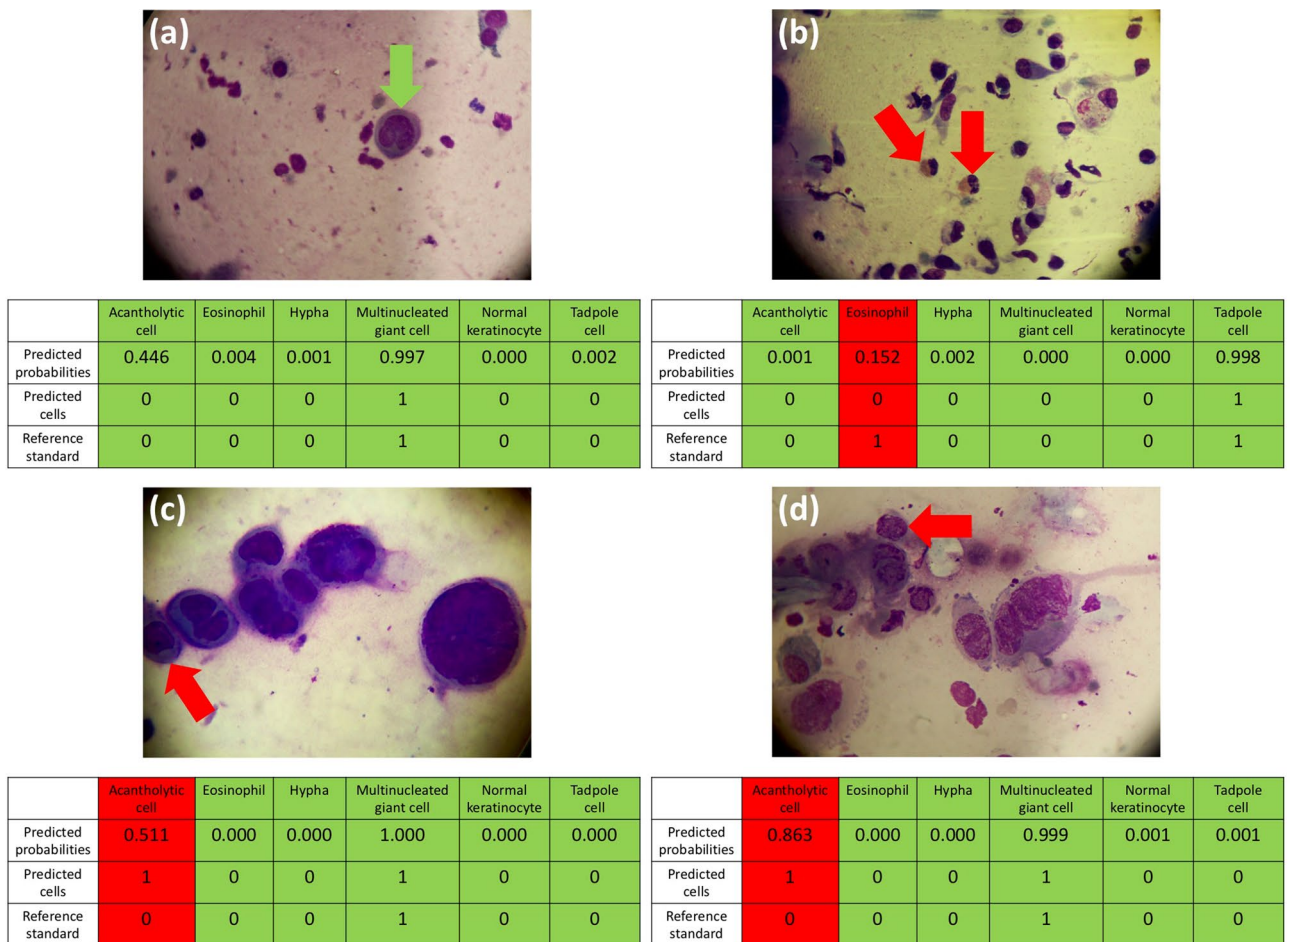 (a)
(b)
Acantholytic cell Eosinophil Hypha Multinucleated giant cell Normal keratinocyte Tadpole cell
Predicted probabilities 0.446 0.004 0.001 0.997 0.000 0.002
Predicted cells 0 0 0 1 0 0
Reference standard 0 0 0 1 0 0
Acantholytic cell Eosinophil Hypha Multinucleated giant cell Normal keratinocyte Tadpole cell
Predicted probabilities 0.001 0.152 0.002 0.000 0.000 0.998
Predicted cells 0 0 0 0 0 1
Reference standard 0 1 0 0 0 1
(c)
(d)
Acantholytic cell Eosinophil Hypha Multinucleated giant cell Normal keratinocyte Tadpole cell
Predicted probabilities 0.511 0.000 0.000 1.000 0.000 0.000
Predicted cells 1 0 0 1 0 0
Reference standard 0 0 0 1 0 0
Acantholytic cell Eosinophil Hypha Multinucleated giant cell Normal keratinocyte Tadpole cell
Predicted probabilities 0.863 0.000 0.000 0.999 0.001 0.001
Predicted cells 1 0 0 1 0 0
Reference standard 0 0 0 1 0 0